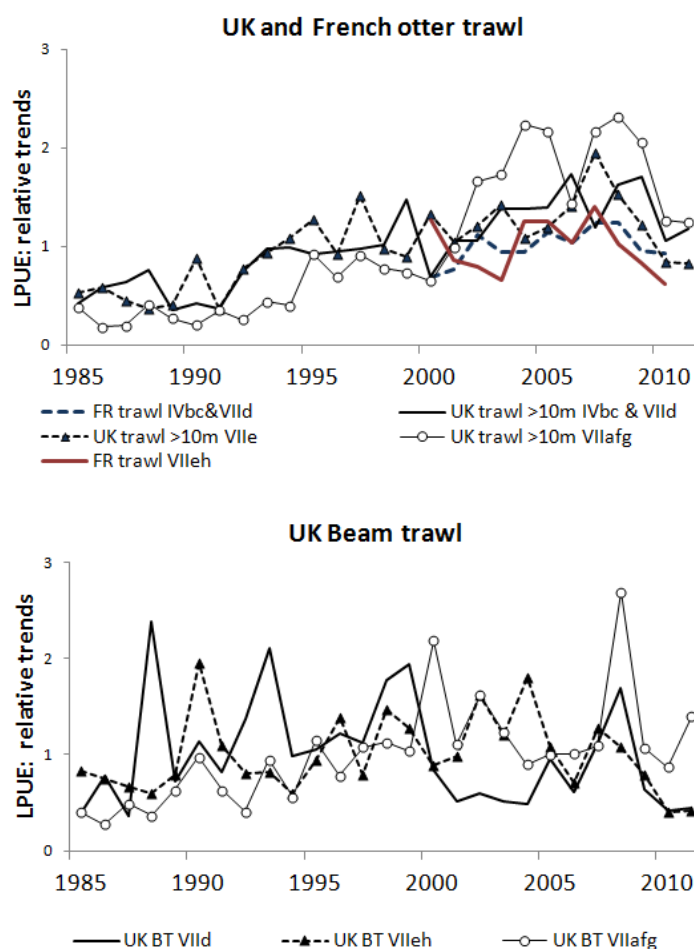 UK and French otter trawl
LPUE: relative trends
3
2
1
0
1985 1990 1995 2000 2005 2010
FR trawl IVbc&VIId UK trawl >10m IVbc & VIId
UK trawl >10m VIIe UK trawl >10m VIIafg
FR trawl VIIeh
UK Beam trawl
LPUE: relative trends
3
2
1
0
1985 1990 1995 2000 2005 2010
UK BT VIId UK BT VIIeh UK BT VIIafg